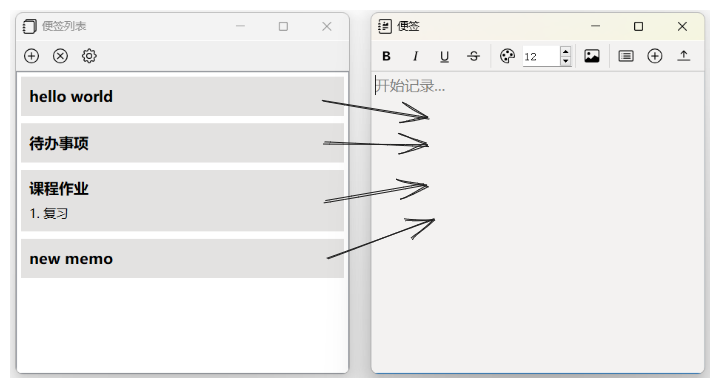 便签列表
hello world
待办事项
课程作业
1. 复习
new memo
便签
B I U S 12
开始记录...